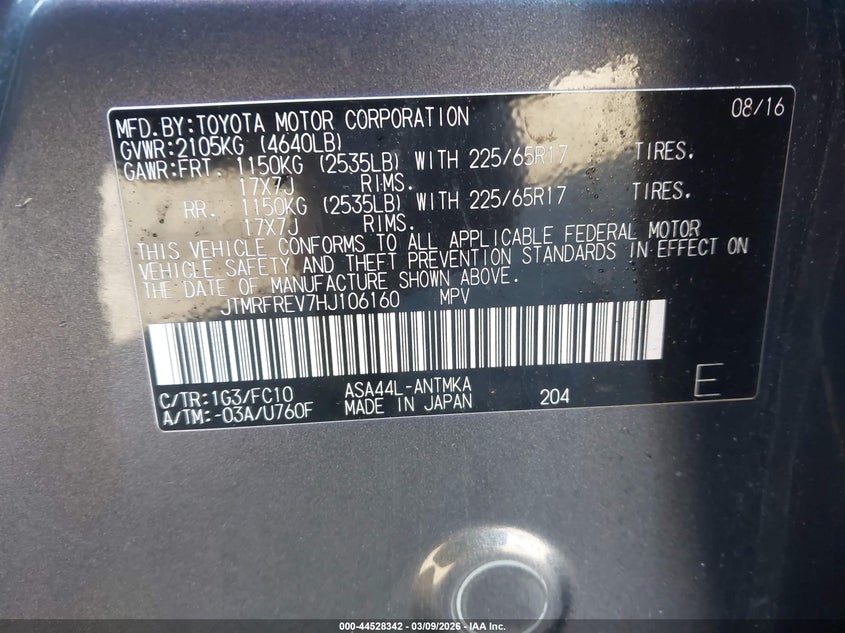 MFD.BY:TOYOTA MOTOR CORPORATION 08/16
GVWR:2105KG (4640LB)
GAWR:FRT. 1150KG (2535LB) WITH 225/65R17 TIRES.
17X7J RIMS.
RR. 1150KG (2535LB) WITH 225/65R17 TIRES.
17X7J RIMS.
THIS VEHICLE CONFORMS TO ALL APPLICABLE FEDERAL MOTOR
VEHICLE SAFETY AND THEFT PREVENTION STANDARDS IN EFFECT ON
THE DATE OF MANUFACTURE SHOWN ABOVE.
JTMRFREV7HJ106160 MPV
C/TR:1G3/FC10 ASA44L-ANTMKA
A/TM:-03A/U760F MADE IN JAPAN 204 E
000-44528342 — 03/09/2026 — IAA Inc.